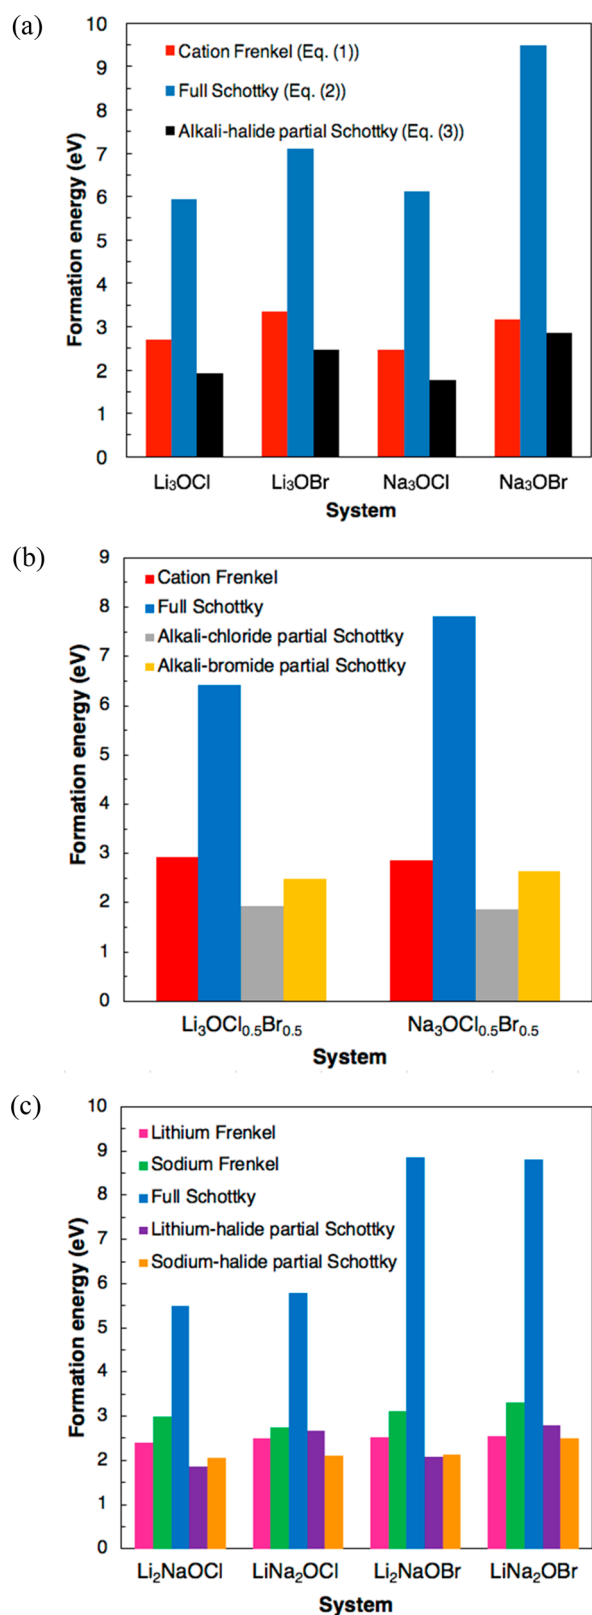 (a)
10
9
8
7
6
5
4
3
2
1
0
Formation energy (eV)
Cation Frenkel (Eq. (1))
Full Schottky (Eq. (2))
Alkali-halide partial Schottky (Eq. (3))
Li₃OCl Li₃OBr Na₃OCl Na₃OBr
System
(b)
9
8
7
6
5
4
3
2
1
0
Formation energy (eV)
Cation Frenkel
Full Schottky
Alkali-chloride partial Schottky
Alkali-bromide partial Schottky
Li₃OCl₀.₅Br₀.₅ Na₃OCl₀.₅Br₀.₅
System
(c)
10
9
8
7
6
5
4
3
2
1
0
Formation energy (eV)
Lithium Frenkel
Sodium Frenkel
Full Schottky
Lithium-halide partial Schottky
Sodium-halide partial Schottky
Li₂NaOCl LiNa₂OCl Li₂NaOBr LiNa₂OBr
System